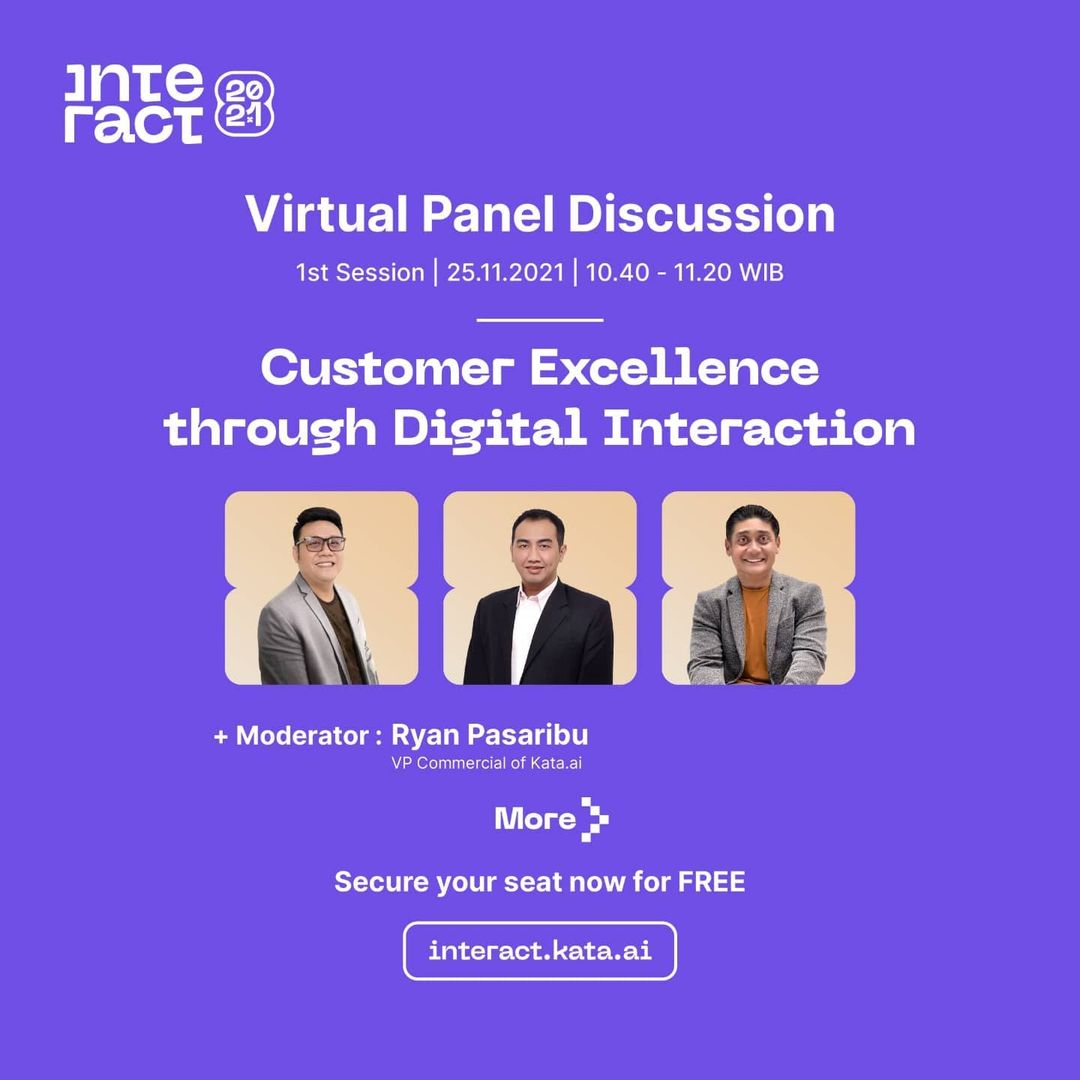 inte
ract
20
21
Virtual Panel Discussion
1st Session | 25.11.2021 | 10.40 - 11.20 WIB
Customer Excellence
through Digital Interaction
+ Moderator : Ryan Pasaribu
VP Commercial of Kata.ai
More
Secure your seat now for FREE
interact.kata.ai